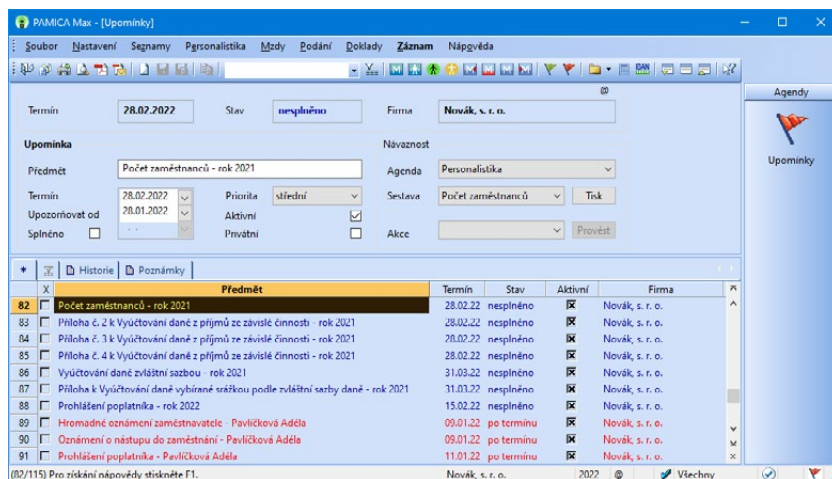 PAMICA Max - [Upomínky]
Soubor Nastavení Seznamy Personalistika Mzdy Podání Doklady Záznam Nápověda
@
Agendy
Termín 28.02.2022 Stav nesplněno Firma Novák, s. r. o.
Upomínky
Upomínka Návaznost
Předmět Počet zaměstnanců - rok 2021 Agenda Personalistika
Termín 28.02.2022 Priorita střední Sestava Počet zaměstnanců Tisk
Upozorňovat od 28.01.2022 Aktivní
Splněno . . Privátní Akce Provést
* Historie Poznámky
X Předmět Termín Stav Aktivní Firma
82 Počet zaměstnanců - rok 2021 28.02.22 nesplněno Novák, s. r. o.
83 Příloha č. 2 k Vyúčtování daně z příjmů ze závislé činnosti - rok 2021 28.02.22 nesplněno Novák, s. r. o.
84 Příloha č. 3 k Vyúčtování daně z příjmů ze závislé činnosti - rok 2021 28.02.22 nesplněno Novák, s. r. o.
85 Příloha č. 4 k Vyúčtování daně z příjmů ze závislé činnosti - rok 2021 28.02.22 nesplněno Novák, s. r. o.
86 Vyúčtování daně zvláštní sazbou - rok 2021 31.03.22 nesplněno Novák, s. r. o.
87 Příloha k Vyúčtování daně vybírané srážkou podle zvláštní sazby daně - rok 2021 31.03.22 nesplněno Novák, s. r. o.
88 Prohlášení poplatníka - rok 2022 15.02.22 nesplněno Novák, s. r. o.
89 Hromadné oznámení zaměstnavatele - Pavlíčková Adéla 09.01.22 po termínu Novák, s. r. o.
90 Oznámení o nástupu do zaměstnání - Pavlíčková Adéla 09.01.22 po termínu Novák, s. r. o.
91 Prohlášení poplatníka - Pavlíčková Adéla 11.01.22 po termínu Novák, s. r. o.
(82/115) Pro získání nápovědy stiskněte F1. Novák, s. r. o. 2022 @ Všechny